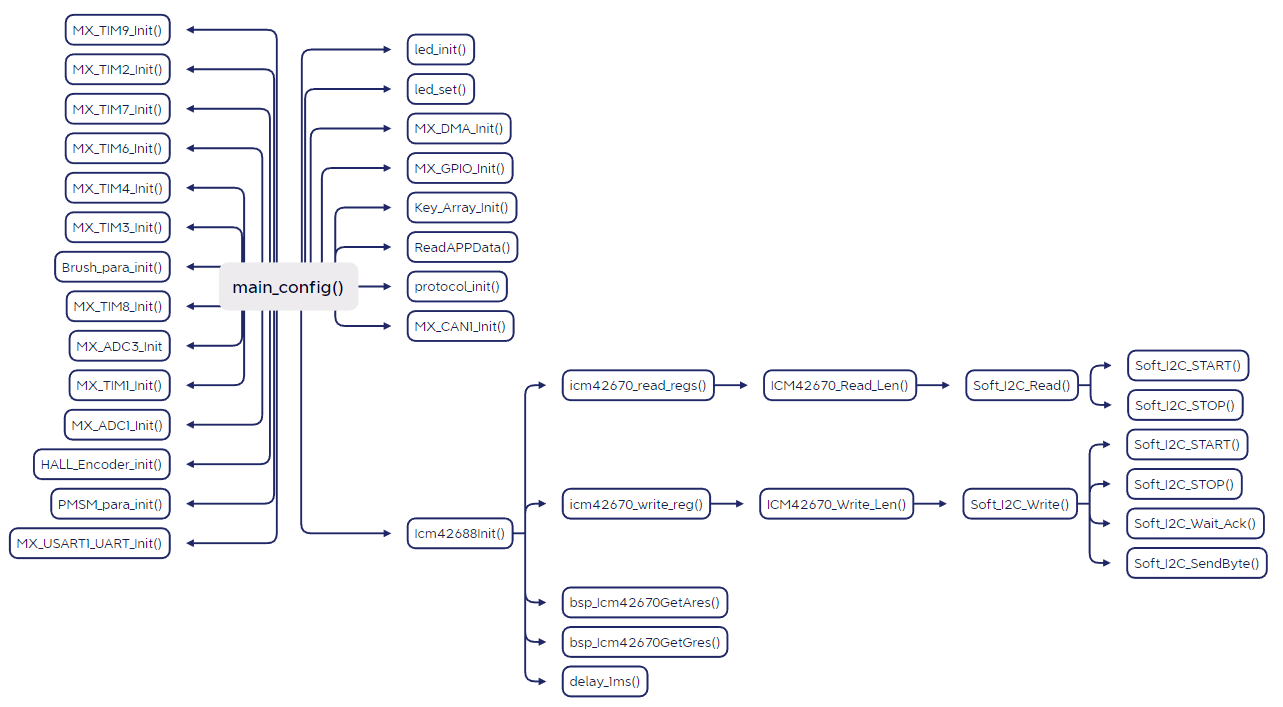 MX_TIM9_Init()
MX_TIM2_Init()
MX_TIM7_Init()
MX_TIM6_Init()
MX_TIM4_Init()
MX_TIM3_Init()
Brush_para_init()
MX_TIM8_Init()
MX_ADC3_Init
MX_TIM1_Init()
MX_ADC1_Init()
HALL_Encoder_init()
PMSM_para_init()
MX_USART1_UART_Init()
main_config()
led_init()
led_set()
MX_DMA_Init()
MX_GPIO_Init()
Key_Array_Init()
ReadAPPData()
protocol_init()
MX_CAN1_Init()
Icm42688Init()
icm42670_read_regs()
ICM42670_Read_Len()
Soft_I2C_Read()
Soft_I2C_START()
Soft_I2C_STOP()
icm42670_write_reg()
ICM42670_Write_Len()
Soft_I2C_Write()
Soft_I2C_START()
Soft_I2C_STOP()
Soft_I2C_Wait_Ack()
Soft_I2C_SendByte()
bsp_Icm42670GetAres()
bsp_Icm42670GetGres()
delay_1ms()